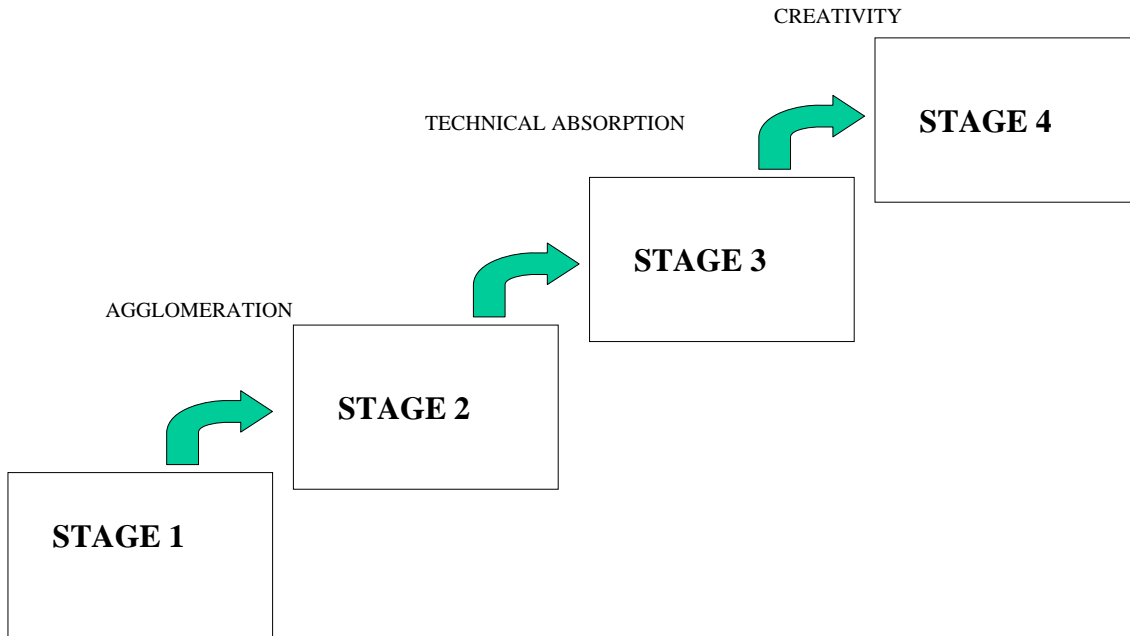 CREATIVITY
STAGE 4
TECHNICAL ABSORPTION
STAGE 3
AGGLOMERATION
STAGE 2
STAGE 1